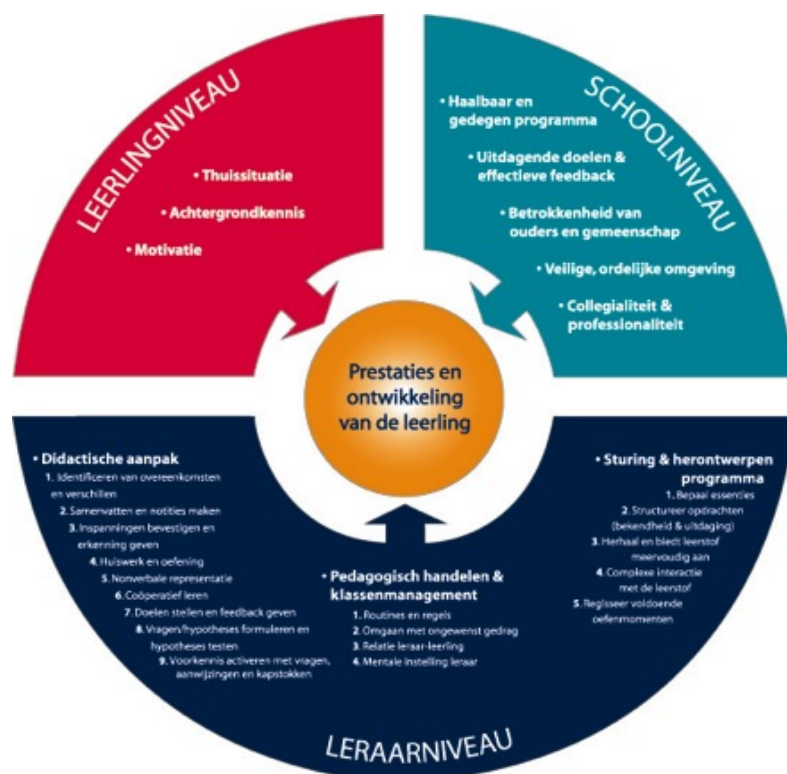 LEERLINGNIVEAU
• Thuissituatie
• Achtergrondkennis
• Motivatie
SCHOOLNIVEAU
• Haalbaar en
gedegen programma
• Uitdagende doelen &
effectieve feedback
• Betrokkenheid van
ouders en gemeenschap
• Veilige, ordelijke omgeving
• Collegialiteit &
professionaliteit
Prestaties en
ontwikkeling
van de leerling
• Didactische aanpak
1. Identificeren van overeenkomsten
en verschillen
2. Samenvatten en notities maken
3. Inspanningen bevestigen en
erkenning geven
4. Huiswerk en oefening
5. Nonverbale representatie
6. Coöperatief leren
7. Doelen stellen en feedback geven
8. Vragen/hypotheses formuleren en
hypotheses testen
9. Voorkennis activeren met vragen,
aanwijzingen en kapstokken
• Pedagogisch handelen &
klassenmanagement
1. Routines en regels
2. Omgaan met ongewenst gedrag
3. Relatie leraar-leerling
4. Mentale instelling leraar
• Sturing & herontwerpen
programma
1. Bepaal essenties
2. Structureer opdrachten
(bekendheid & uitdaging)
3. Herhaal en biedt leerstof
meervoudig aan
4. Complexe interactie
met de leerstof
5. Regisseer voldoende
oefenmomenten
LERAARNIVEAU